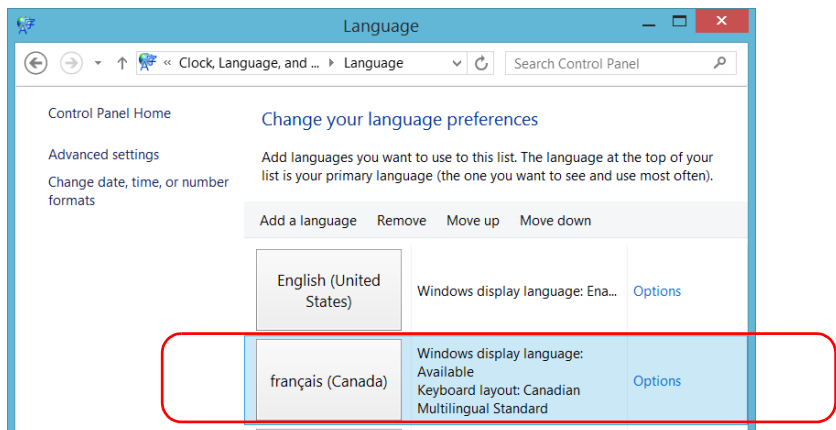 Language
« Clock, Language, and ... Language
Search Control Panel
Control Panel Home
Advanced settings
Change date, time, or number
formats
Change your language preferences
Add languages you want to use to this list. The language at the top of your
list is your primary language (the one you want to see and use most often).
Add a language Remove Move up Move down
English (United
States)
Windows display language: Ena...
Options
français (Canada)
Windows display language:
Available
Keyboard layout: Canadian
Multilingual Standard
Options